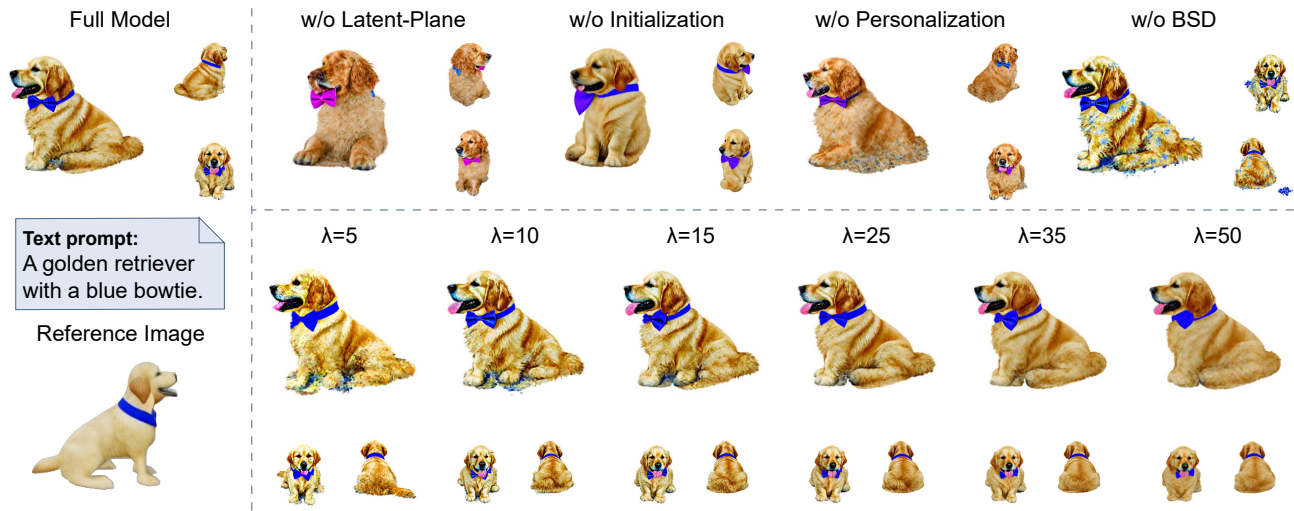 Full Model
w/o Latent-Plane
w/o Initialization
w/o Personalization
w/o BSD
Text prompt:
A golden retriever
with a blue bowtie.
Reference Image
λ=5
λ=10
λ=15
λ=25
λ=35
λ=50